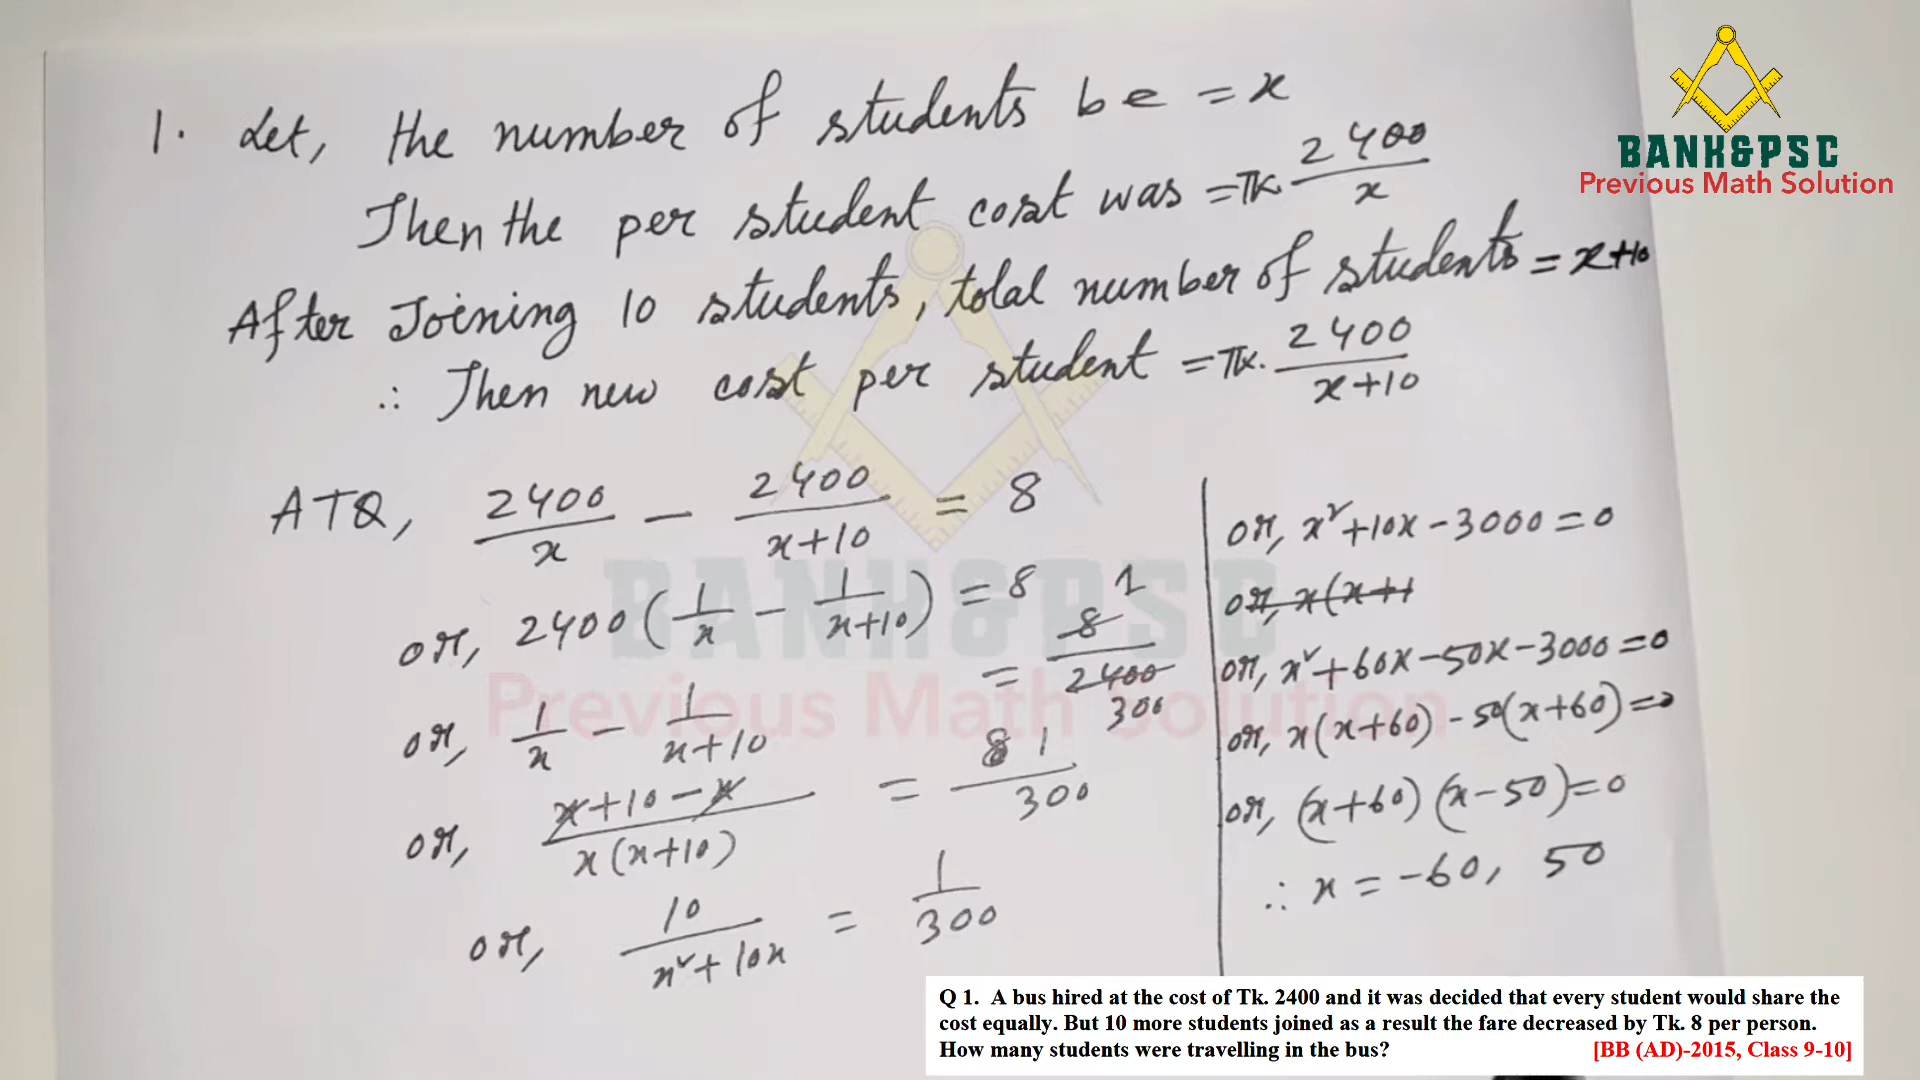 1. Let, the number of students be = x
Then the per student cost was = Tk. 2400/x
After Joining 10 students, total number of students = x+10
∴ Then new cost per student = Tk. 2400/x+10
ATQ, 2400/x − 2400/x+10 = 8
or, 2400(1/x − 1/x+10) = 8
or, 1/x − 1/x+10 = 8/2400 1 300
or, x+10−x/x(x+10) = 1/300
or, 10/x²+10x = 1/300
or, x²+10x−3000=0
or, x(x+1
or, x²+60x−50x−3000=0
or, x(x+60)−50(x+60)=0
or, (x+60)(x−50)=0
∴ x = −60, 50
BANK&PSC
Previous Math Solution
BANK&PSC
Previous Math Solution
Q 1. A bus hired at the cost of Tk. 2400 and it was decided that every student would share the
cost equally. But 10 more students joined as a result the fare decreased by Tk. 8 per person.
How many students were travelling in the bus? [BB (AD)-2015, Class 9-10]